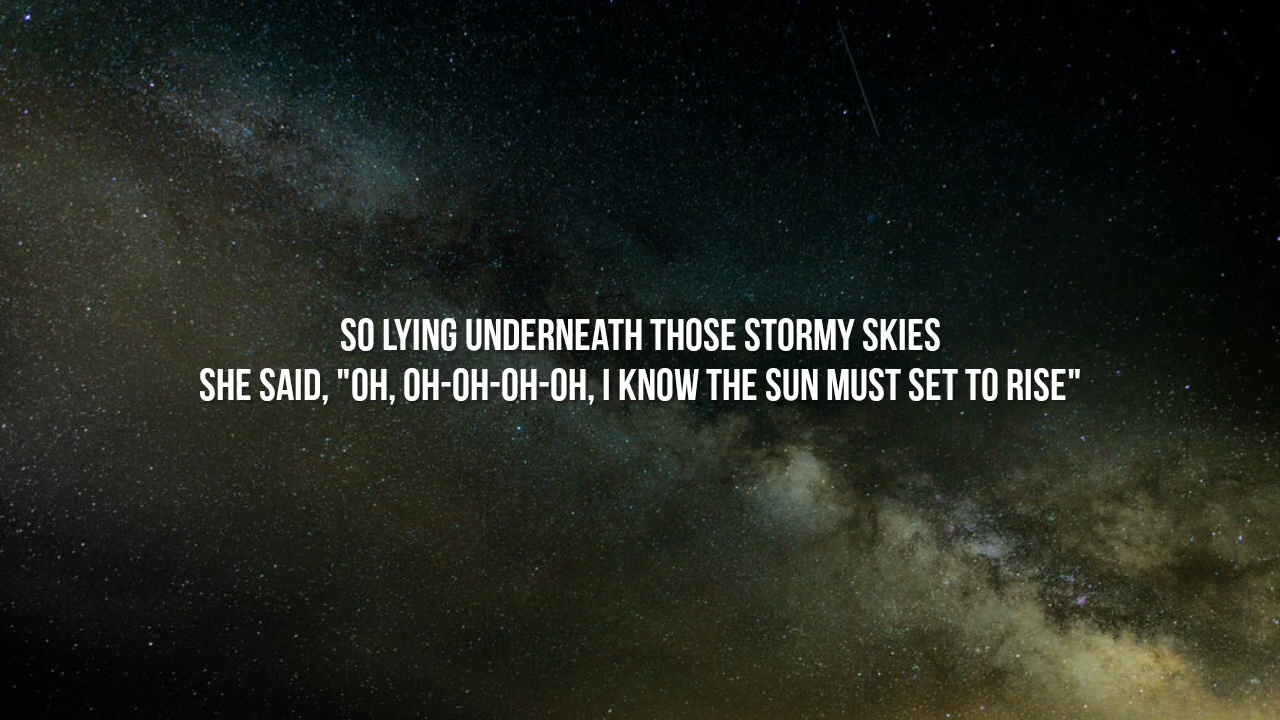 SO LYING UNDERNEATH THOSE STORMY SKIES
SHE SAID, "OH, OH-OH-OH-OH, I KNOW THE SUN MUST SET TO RISE"